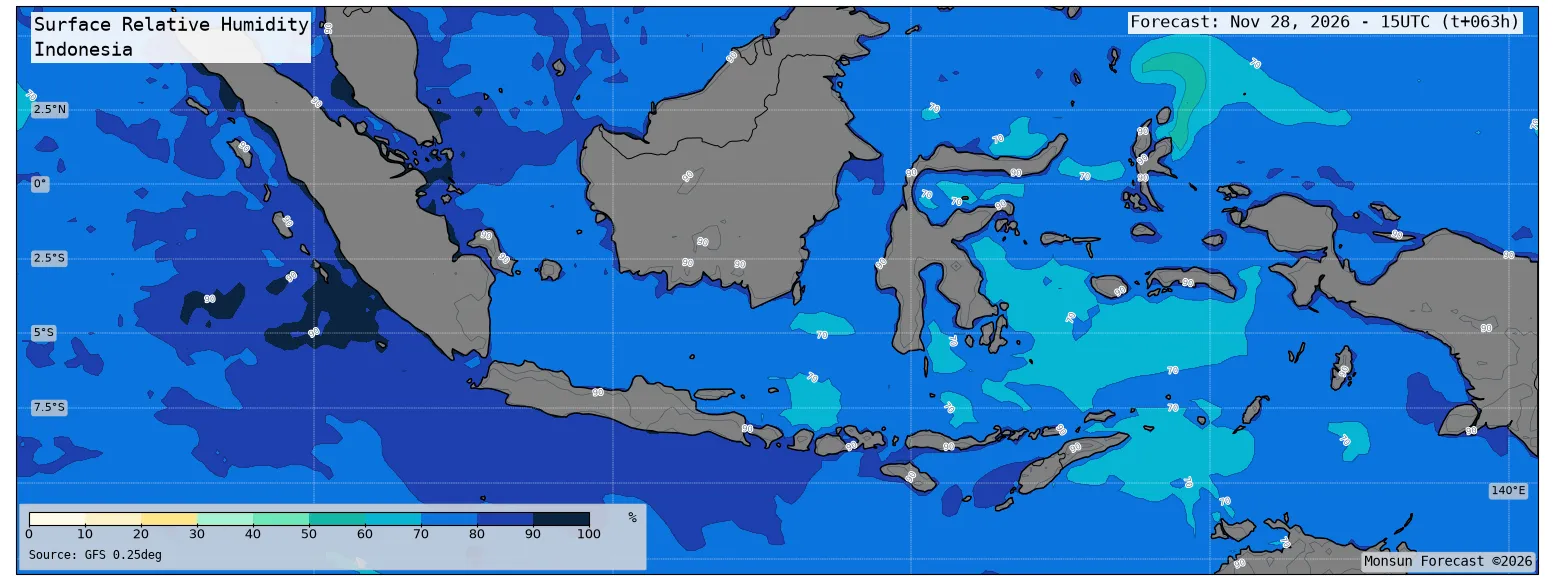 Surface Relative Humidity
Indonesia
Forecast: Nov 28, 2026 - 15UTC (t+063h)
2.5°N
0°
2.5°S
5°S
7.5°S
140°E
0 10 20 30 40 50 60 70 80 90 100
%
Source: GFS 0.25deg
Monsun Forecast ©2026